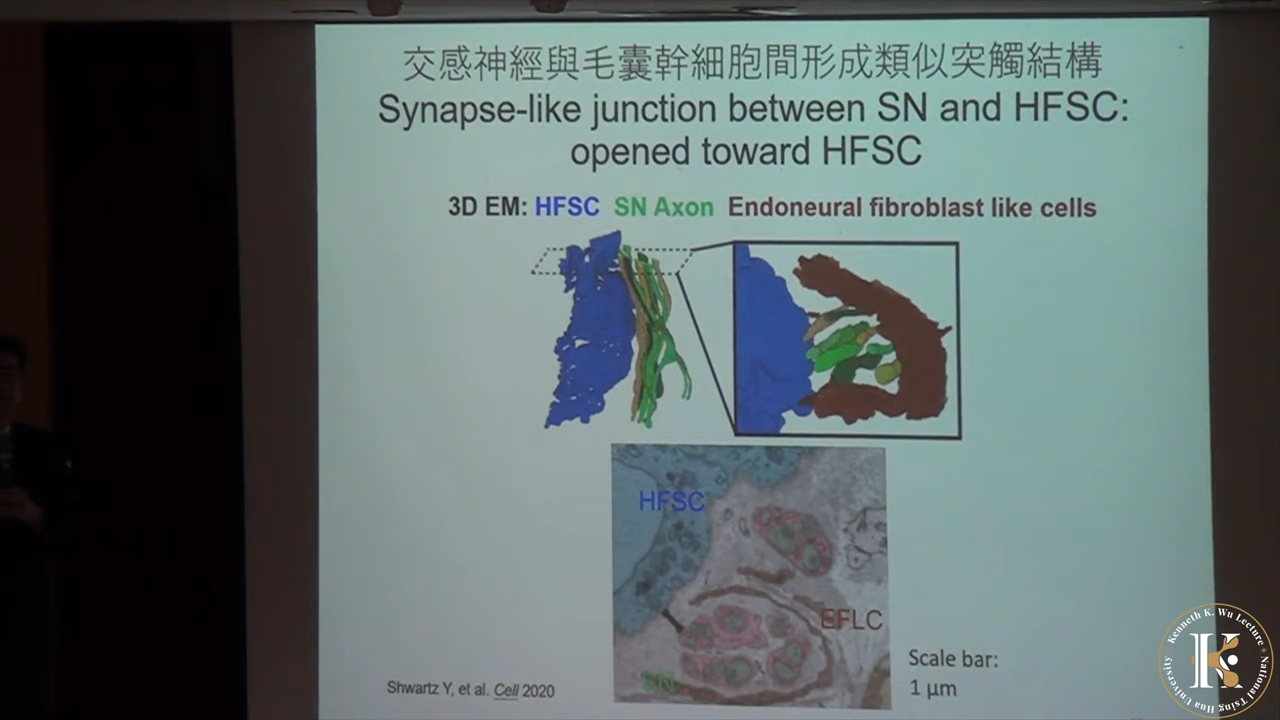 交感神經與毛囊幹細胞間形成類似突觸結構
Synapse-like junction between SN and HFSC:
opened toward HFSC
3D EM: HFSC SN Axon Endoneural fibroblast like cells
HFSC
EFLC
SN
Scale bar:
1 μm
Shwartz Y, et al. Cell 2020
Kenneth K. Wu Lecture
National Tsing Hua University
K